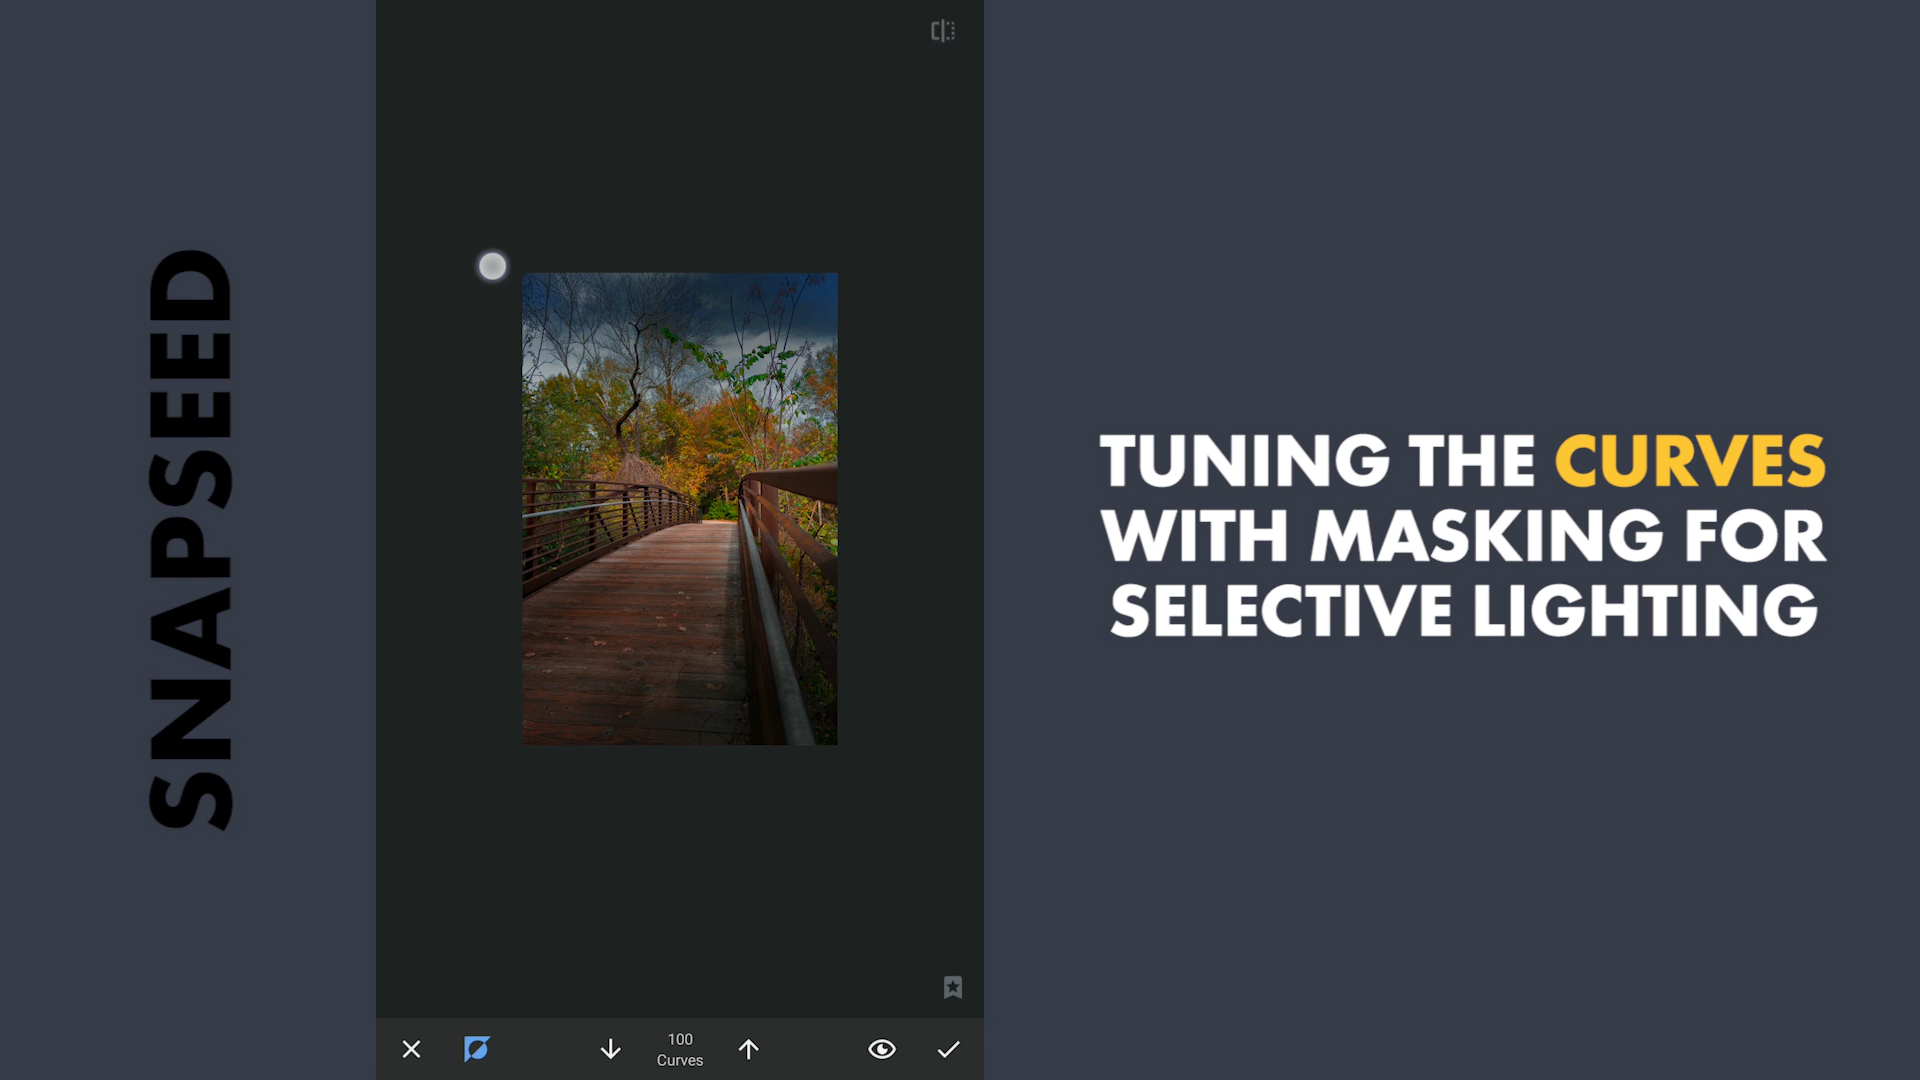 SNAPSEED
TUNING THE CURVES
WITH MASKING FOR
SELECTIVE LIGHTING
100
Curves